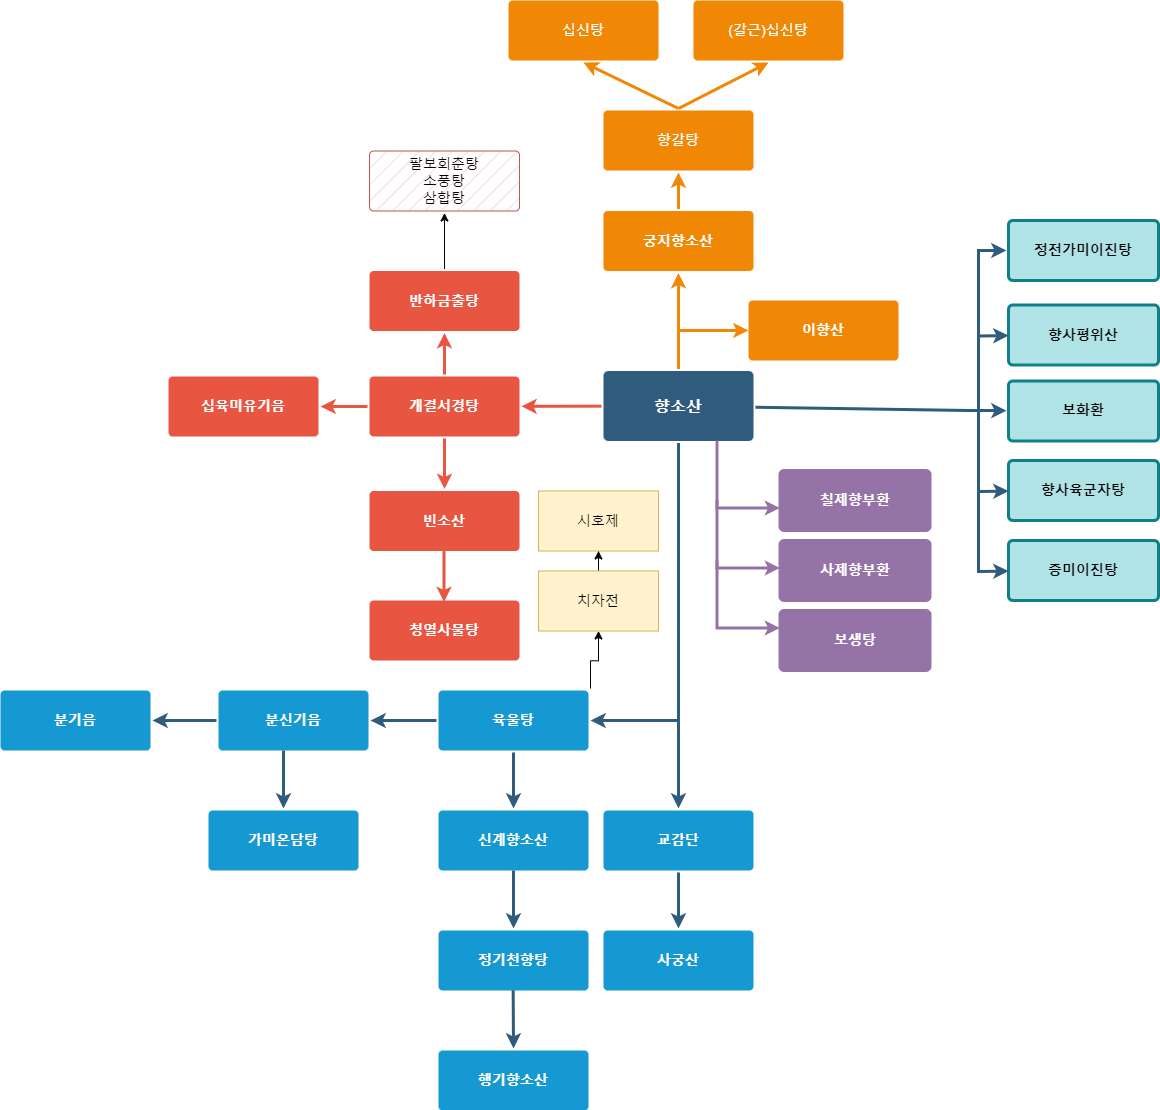 십신탕
(갈근)십신탕
향갈탕
팔보회춘탕
소풍탕
삼합탕
궁지향소산
정전가미이진탕
반하금출탕
이향산
향사평위산
십육미유기음
개결서경탕
향소산
보화환
칠제향부환
향사육군자탕
빈소산
시호제
사제향부환
증미이진탕
치자전
청열사물탕
보생탕
분기음
분신기음
육울탕
가미온담탕
신계향소산
교감단
정기천향탕
사궁산
행기향소산